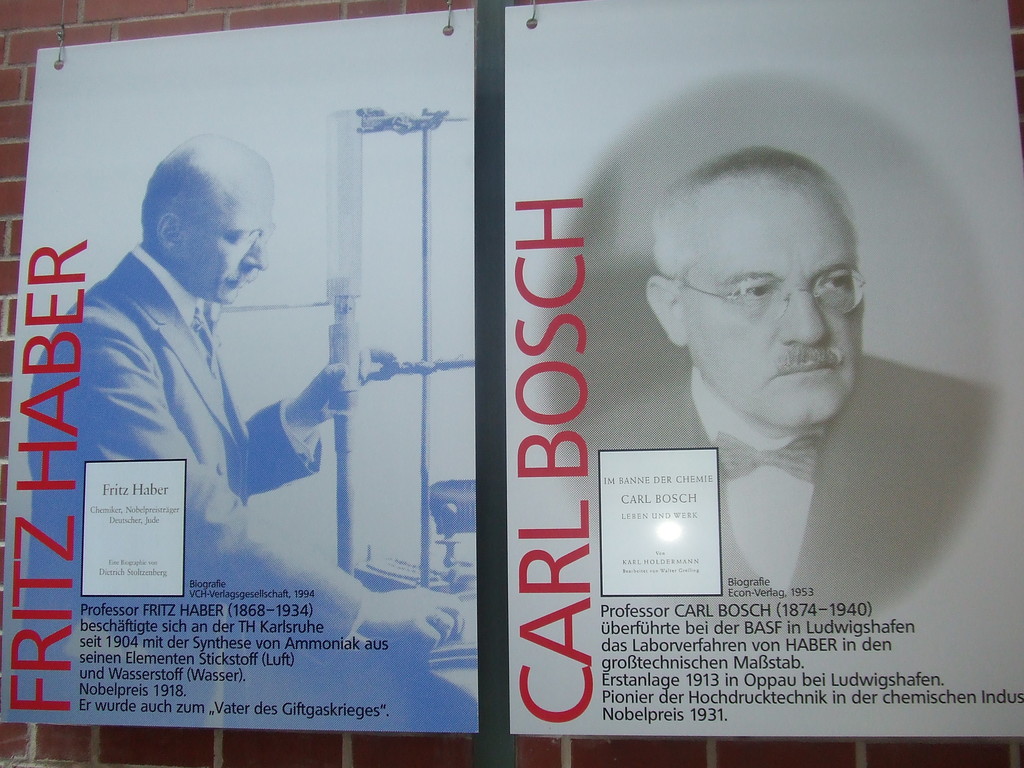 FRITZ HABER
Fritz Haber
Chemiker, Nobelpreisträger
Deutscher, Jude
Eine Biographie von
Dietrich Stoltzenberg
Biografie
VCH-Verlagsgesellschaft, 1994
Professor FRITZ HABER (1868–1934)
beschäftigte sich an der TH Karlsruhe
seit 1904 mit der Synthese von Ammoniak aus
seinen Elementen Stickstoff (Luft)
und Wasserstoff (Wasser).
Nobelpreis 1918.
Er wurde auch zum „Vater des Giftgaskrieges“.
CARL BOSCH
IM BANNE DER CHEMIE
CARL BOSCH
LEBEN UND WERK
Von
KARL HOLDERMANN
Bearbeitet von Walter Greiling
Biografie
Econ-Verlag, 1953
Professor CARL BOSCH (1874–1940)
überführte bei der BASF in Ludwigshafen
das Laborverfahren von HABER in den
großtechnischen Maßstab.
Erstanlage 1913 in Oppau bei Ludwigshafen.
Pionier der Hochdrucktechnik in der chemischen Indus
Nobelpreis 1931.